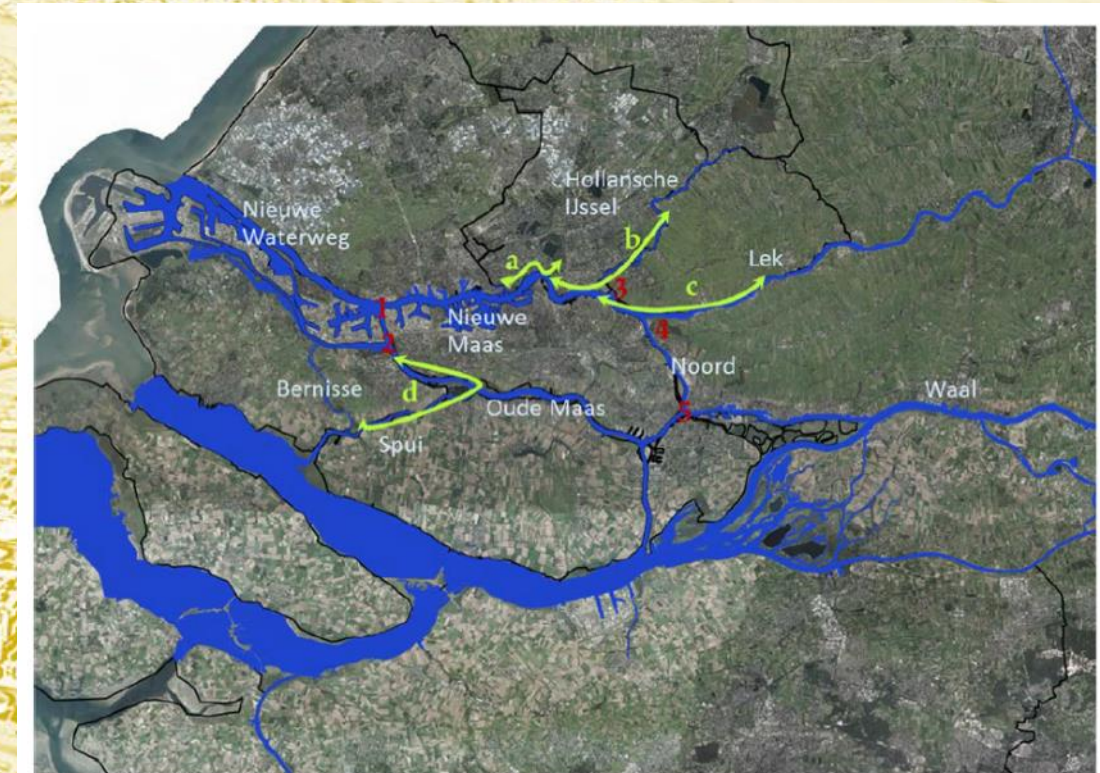 Hollansche
IJssel
Nieuwe
Waterweg
b
a
Lek
c
3
1
Nieuwe
Maas
4
2
Noord
Bernisse
d
Waal
Oude Maas
5
Spui